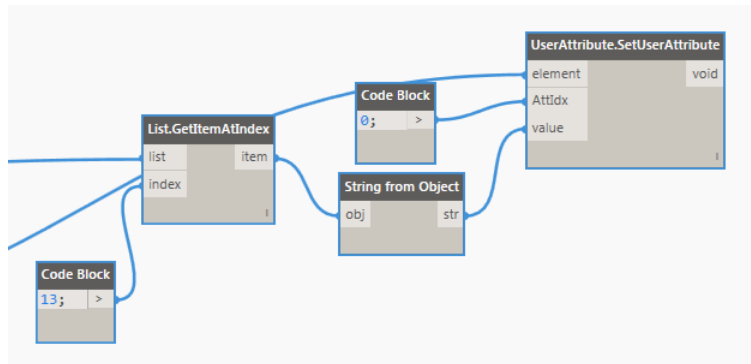 UserAttribute.SetUserAttribute
element void
AttIdx
value
Code Block
0; >
List.GetItemAtIndex
list item
index
String from Object
obj str
Code Block
13; >